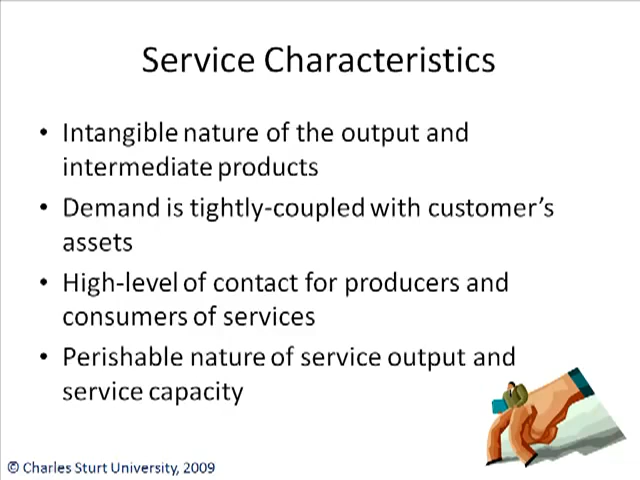 Service Characteristics
• Intangible nature of the output and
intermediate products
• Demand is tightly-coupled with customer's
assets
• High-level of contact for producers and
consumers of services
• Perishable nature of service output and
service capacity
© Charles Sturt University, 2009